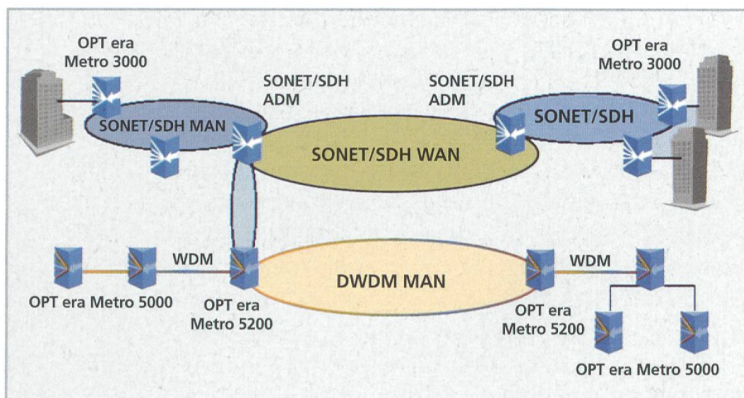 OPT era
Metro 3000
SONET/SDH
ADM
SONET/SDH
ADM
OPT era
Metro 3000
SONET/SDH MAN
SONET/SDH
SONET/SDH WAN
WDM
WDM
DWDM MAN
OPT era Metro 5000
OPT era
Metro 5200
OPT era
Metro 5200
OPT era Metro 5000